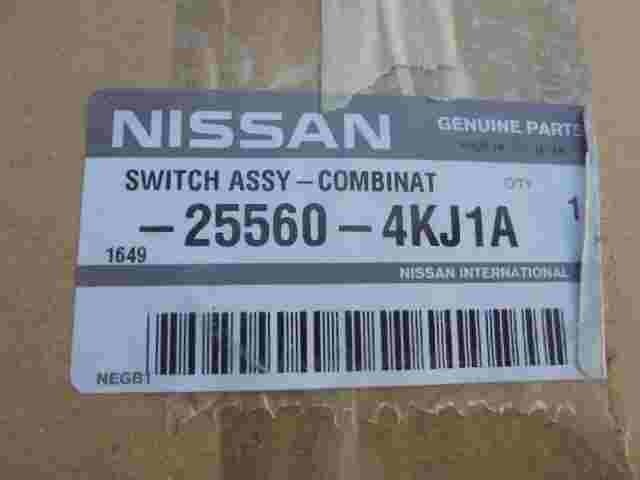 NISSAN GENUINE PARTS
SWITCH ASSY-COMBINAT QTY
-25560-4KJ1A 1
1649
NISSAN INTERNATIONAL
NEGB1